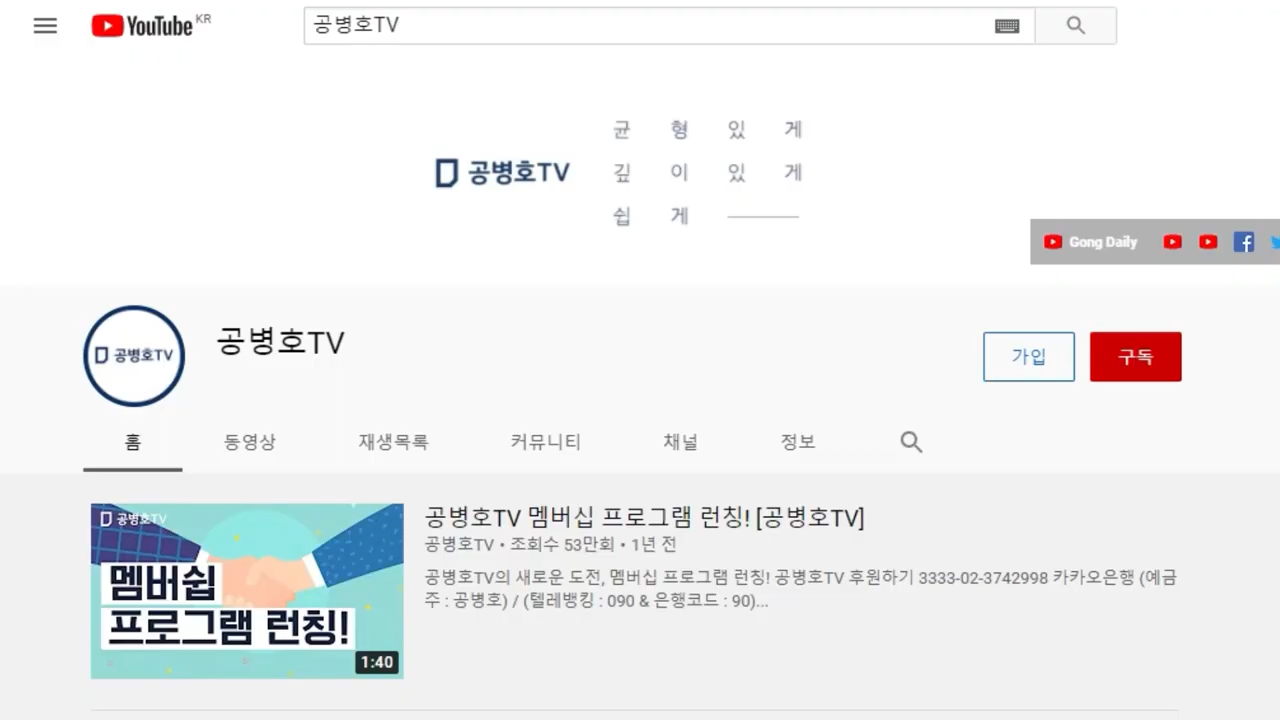 YouTube KR
공병호TV
공병호TV
균형있게
깊이있게
쉽게
Gong Daily
공병호TV
공병호TV
가입
구독
홈
동영상
재생목록
커뮤니티
채널
정보
공병호TV
멤버쉽
프로그램 런칭!
1:40
공병호TV 멤버십 프로그램 런칭! [공병호TV]
공병호TV • 조회수 53만회 • 1년 전
공병호TV의 새로운 도전, 멤버십 프로그램 런칭! 공병호TV 후원하기 3333-02-3742998 카카오은행 (예금
주 : 공병호) / (텔레뱅킹 : 090 & 은행코드 : 90)...